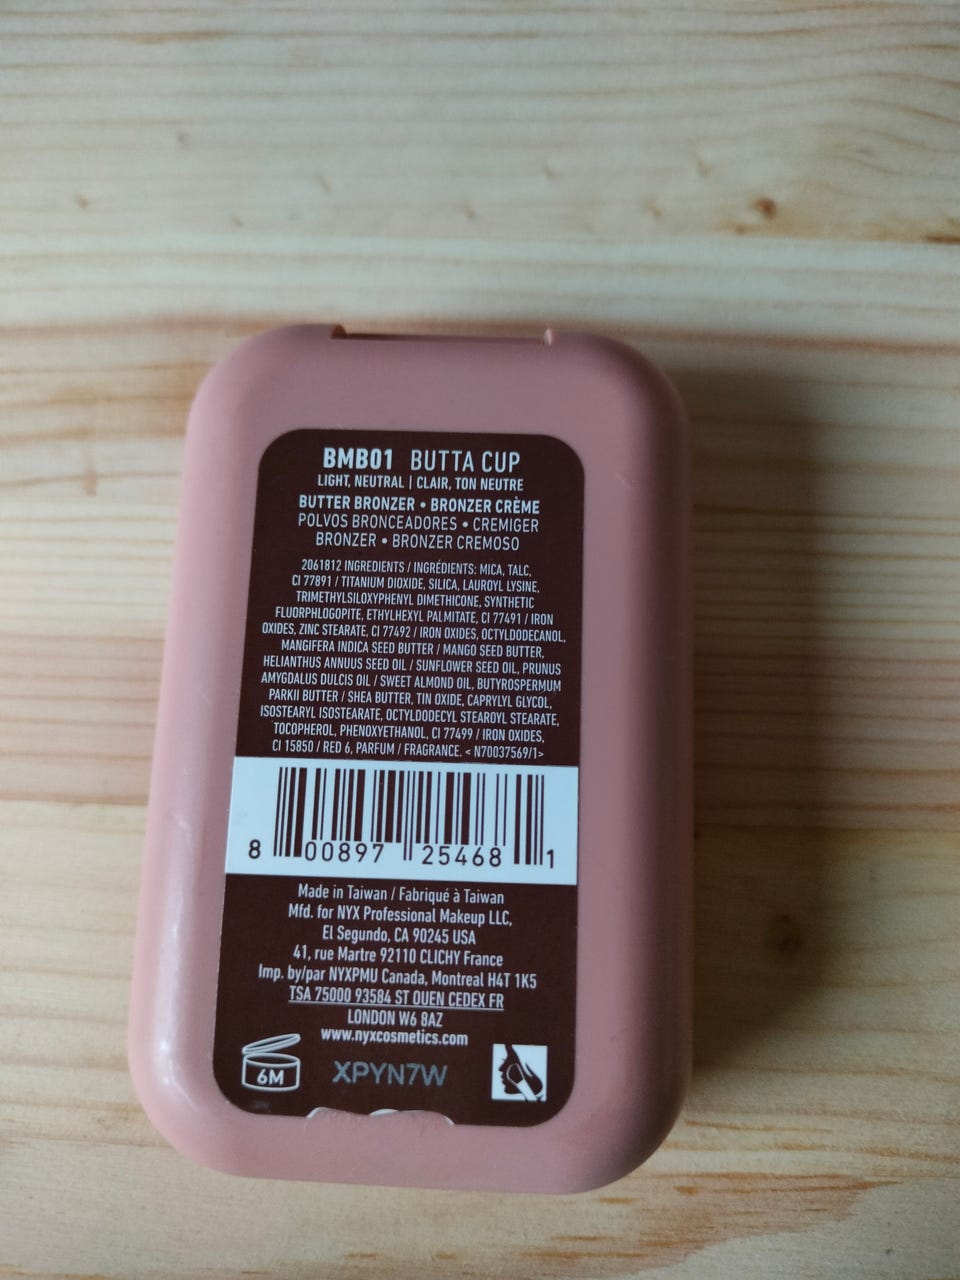 BMB01 BUTTA CUP
LIGHT, NEUTRAL | CLAIR, TON NEUTRE
BUTTER BRONZER • BRONZER CRÈME
POLVOS BRONCEADORES • CREMIGER
BRONZER • BRONZER CREMOSO
2061812 INGREDIENTS / INGRÉDIENTS: MICA, TALC,
CI 77891 / TITANIUM DIOXIDE, SILICA, LAUROYL LYSINE,
TRIMETHYLSILOXYPHENYL DIMETHICONE, SYNTHETIC
FLUORPHLOGOPITE, ETHYLHEXYL PALMITATE, CI 77491 / IRON
OXIDES, ZINC STEARATE, CI 77492 / IRON OXIDES, OCTYLDODECANOL,
MANGIFERA INDICA SEED BUTTER / MANGO SEED BUTTER,
HELIANTHUS ANNUUS SEED OIL / SUNFLOWER SEED OIL, PRUNUS
AMYGDALUS DULCIS OIL / SWEET ALMOND OIL, BUTYROSPERMUM
PARKII BUTTER / SHEA BUTTER, TIN OXIDE, CAPRYLYL GLYCOL,
ISOSTEARYL ISOSTEARATE, OCTYLDODECYL STEAROYL STEARATE,
TOCOPHEROL, PHENOXYETHANOL, CI 77499 / IRON OXIDES,
CI 15850 / RED 6, PARFUM / FRAGRANCE. < N70037569/1>
8 00897 25468 1
Made in Taiwan / Fabriqué à Taiwan
Mfd. for NYX Professional Makeup LLC,
El Segundo, CA 90245 USA
41, rue Martre 92110 CLICHY France
Imp. by/par NYXPMU Canada, Montreal H4T 1K5
TSA 75000 93584 ST OUEN CEDEX FR
LONDON W6 8AZ
www.nyxcosmetics.com
6M XPYN7W